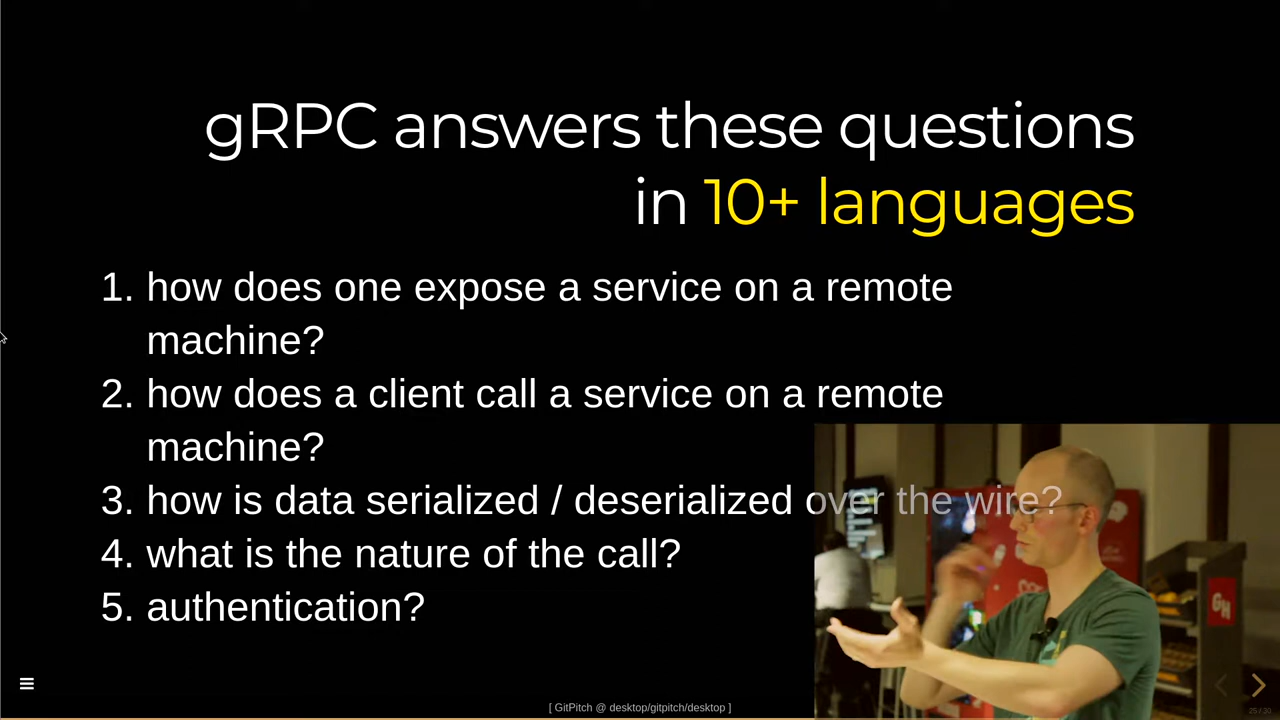 gRPC answers these questions
in 10+ languages
1. how does one expose a service on a remote
machine?
2. how does a client call a service on a remote
machine?
3. how is data serialized / deserialized over the wire?
4. what is the nature of the call?
5. authentication?
GH
[ GitPitch @ desktop/gitpitch/desktop ]